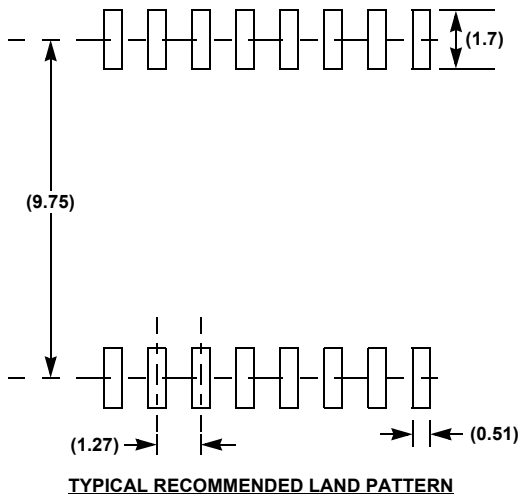 (1.7)
(9.75)
(1.27)
(0.51)
TYPICAL RECOMMENDED LAND PATTERN